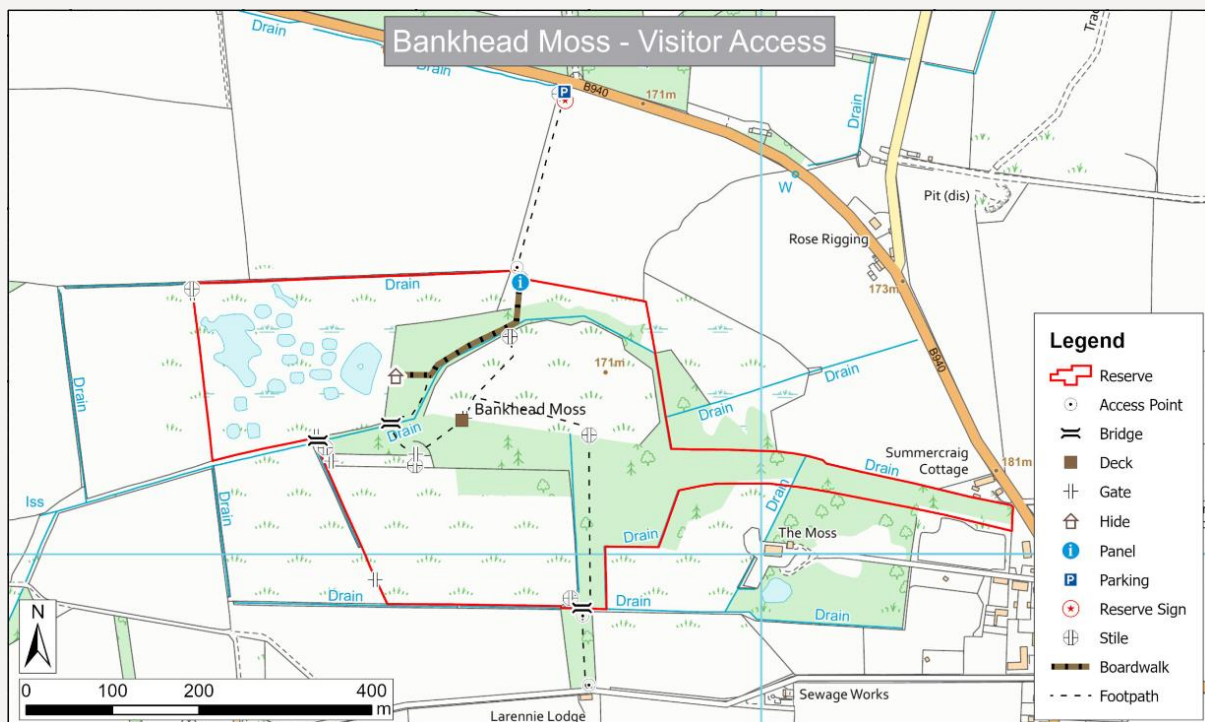 Bankhead Moss - Visitor Access
Drain
Drain
B940
P
171m
Drain
W
Pit (dis)
Rose Rigging
Drain
i
173m
171m
B940
Drain
Drain
Drain
Bankhead Moss
Drain
Summercraig
Cottage
181m
Drain
Iss
Drain
Drain
Drain
The Moss
Drain
Drain
Drain
Sewage Works
Larennie Lodge
N
0 100 200 400
m
Legend
Reserve
Access Point
Bridge
Deck
Gate
Hide
i Panel
P Parking
Reserve Sign
Stile
Boardwalk
Footpath